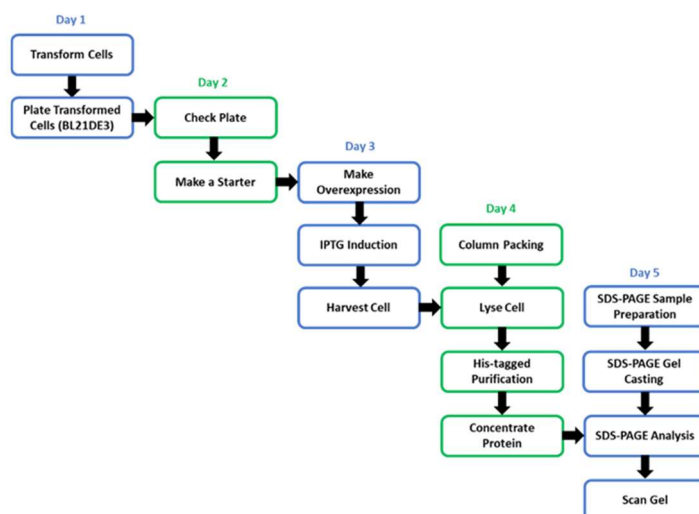 Day 1
Transform Cells
Plate Transformed
Cells (BL21DE3)
Day 2
Check Plate
Make a Starter
Day 3
Make
Overexpression
IPTG Induction
Harvest Cell
Day 4
Column Packing
Lyse Cell
His-tagged
Purification
Concentrate
Protein
Day 5
SDS-PAGE Sample
Preparation
SDS-PAGE Gel
Casting
SDS-PAGE Analysis
Scan Gel